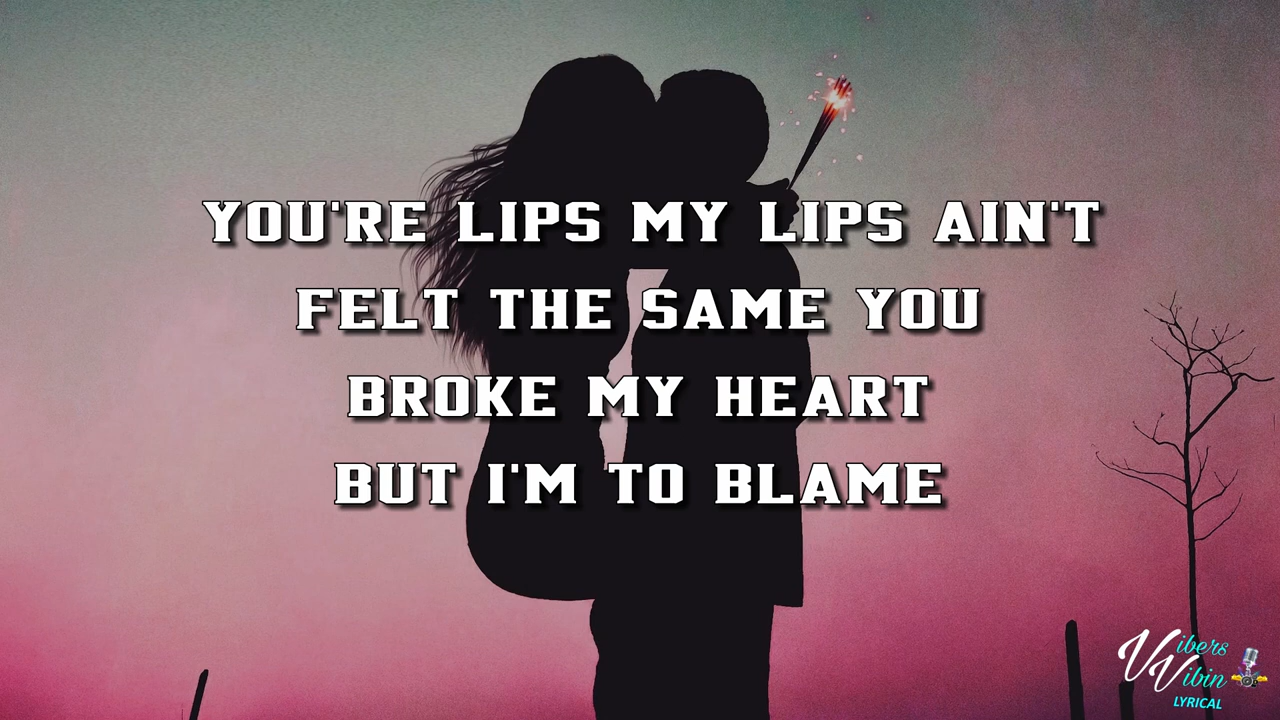 YOU'RE LIPS MY LIPS AIN'T
FELT THE SAME YOU
BROKE MY HEART
BUT I'M TO BLAME
Vibers
Vibin
LYRICAL